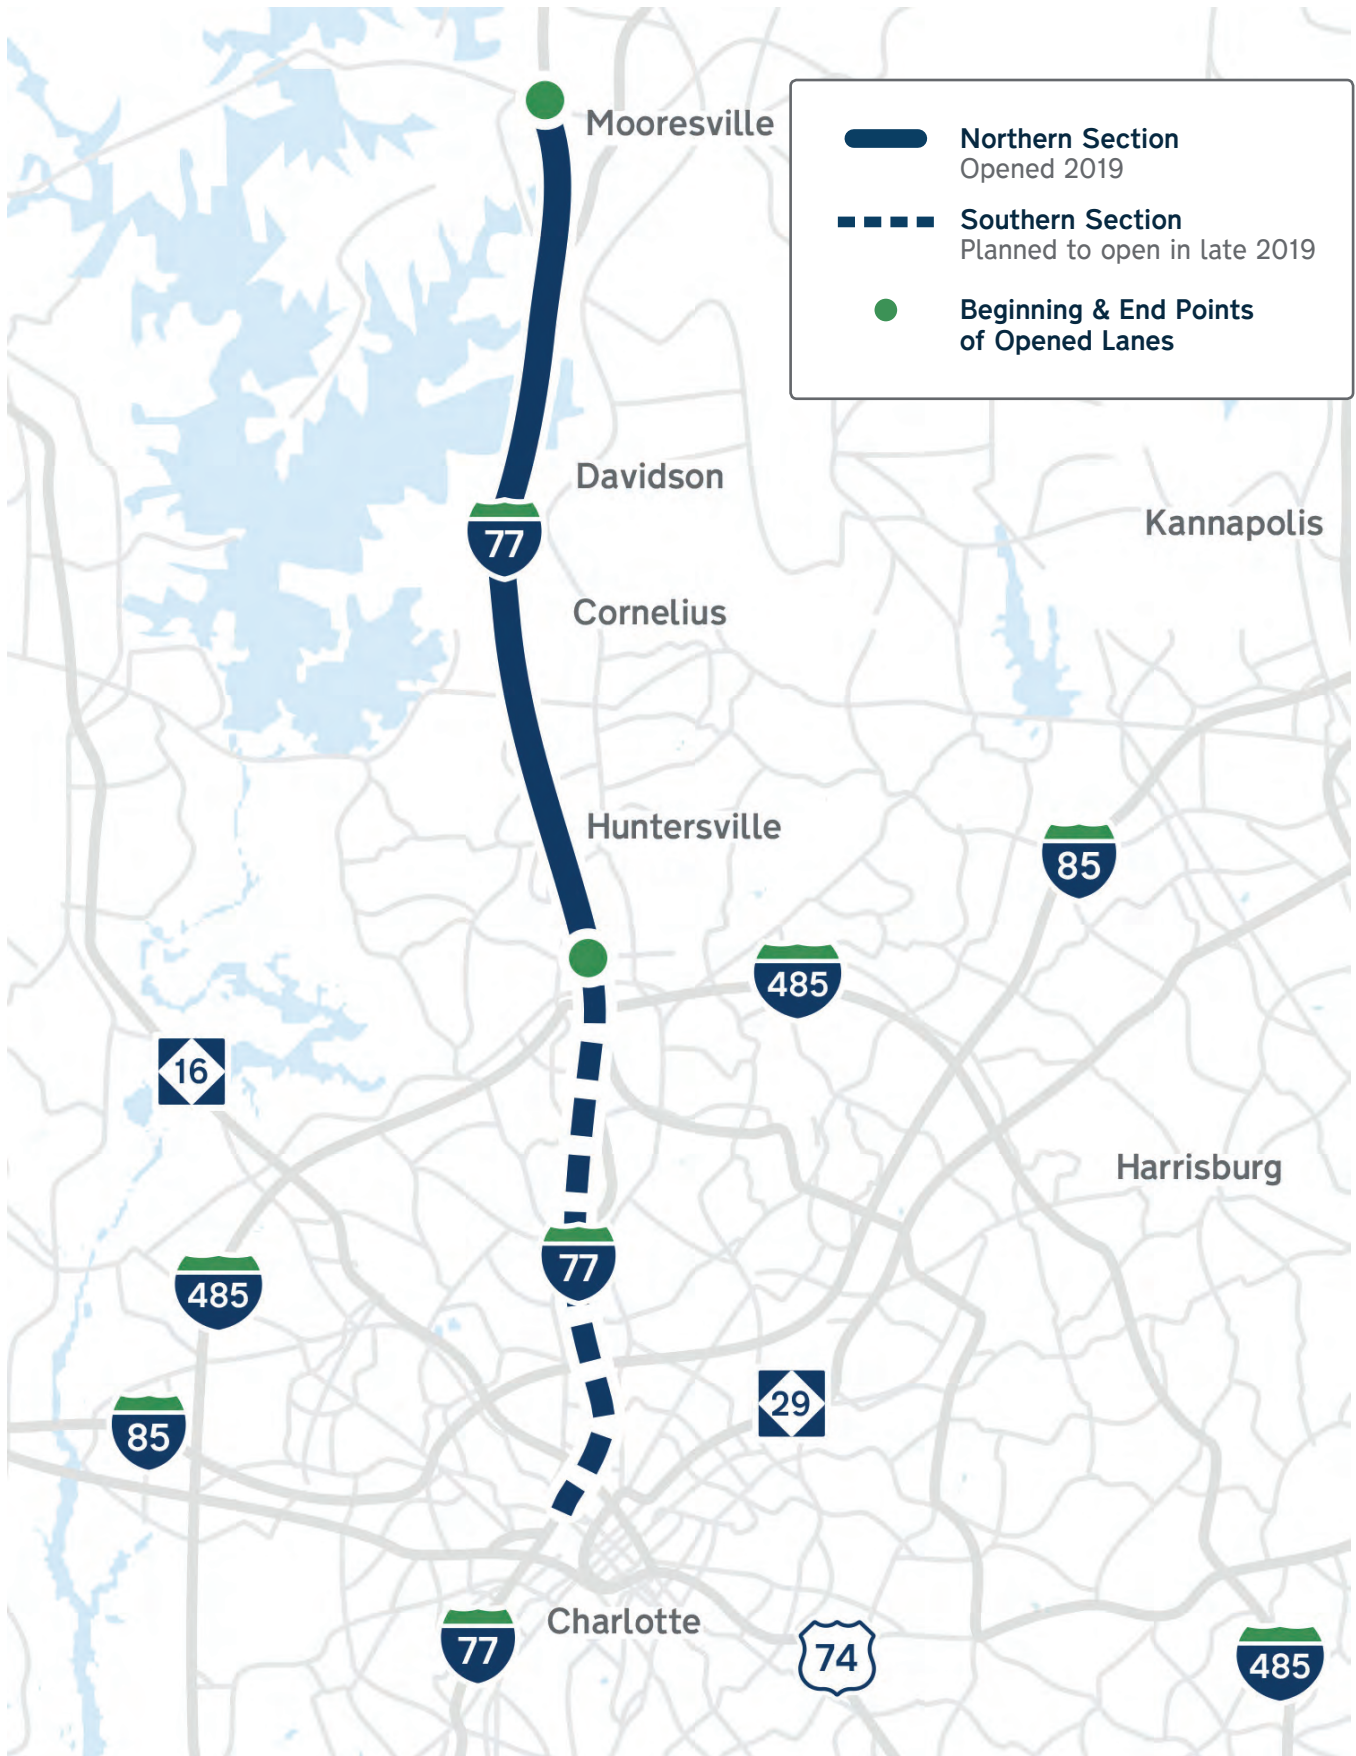 Mooresville
Northern Section
Opened 2019
Southern Section
Planned to open in late 2019
Beginning & End Points
of Opened Lanes
Davidson
Kannapolis
77
Cornelius
Huntersville
85
485
16
Harrisburg
77
485
29
85
Charlotte
77
74
485